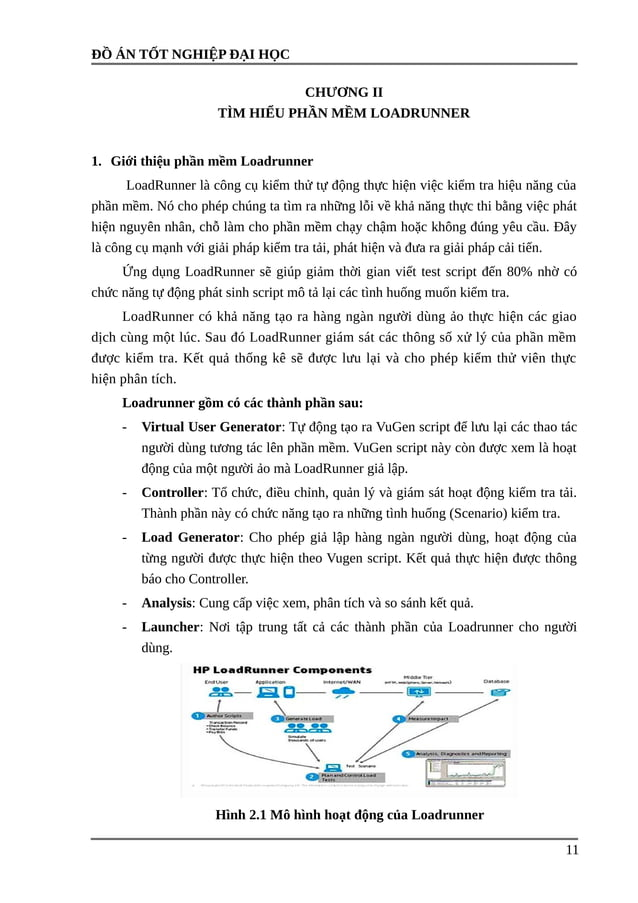 ĐỒ ÁN TỐT NGHIỆP ĐẠI HỌC
CHƯƠNG II
TÌM HIỂU PHẦN MỀM LOADRUNNER
1. Giới thiệu phần mềm Loadrunner
LoadRunner là công cụ kiểm thử tự động thực hiện việc kiểm tra hiệu năng của
phần mềm. Nó cho phép chúng ta tìm ra những lỗi về khả năng thực thi bằng việc phát
hiện nguyên nhân, chỗ làm cho phần mềm chạy chậm hoặc không đúng yêu cầu. Đây
là công cụ mạnh với giải pháp kiểm tra tải, phát hiện và đưa ra giải pháp cải tiến.
Ứng dụng LoadRunner sẽ giúp giảm thời gian viết test script đến 80% nhờ có
chức năng tự động phát sinh script mô tả lại các tình huống muốn kiểm tra.
LoadRunner có khả năng tạo ra hàng ngàn người dùng ảo thực hiện các giao
dịch cùng một lúc. Sau đó LoadRunner giám sát các thông số xử lý của phần mềm
được kiểm tra. Kết quả thống kê sẽ được lưu lại và cho phép kiểm thử viên thực
hiện phân tích.
Loadrunner gồm có các thành phần sau:
- Virtual User Generator: Tự động tạo ra VuGen script để lưu lại các thao tác
người dùng tương tác lên phần mềm. VuGen script này còn được xem là hoạt
động của một người ảo mà LoadRunner giả lập.
- Controller: Tổ chức, điều chỉnh, quản lý và giám sát hoạt động kiểm tra tải.
Thành phần này có chức năng tạo ra những tình huống (Scenario) kiểm tra.
- Load Generator: Cho phép giả lập hàng ngàn người dùng, hoạt động của
từng người được thực hiện theo Vugen script. Kết quả thực hiện được thông
báo cho Controller.
- Analysis: Cung cấp việc xem, phân tích và so sánh kết quả.
- Launcher: Nơi tập trung tất cả các thành phần của Loadrunner cho người
dùng.
HP LoadRunner Components
End User Application Internet/WAN Middle Tier Database
1 Author Scripts
Transaction Record
• Check Balance
• Transfer Funds
• Pay Bills
3 Generate Load
Simulate
thousands of users
4 Measure Impact
5 Analysis, Diagnostics and Reporting
Test Scenario
2 Plan and Control Load
Tests
Hình 2.1 Mô hình hoạt động của Loadrunner
11